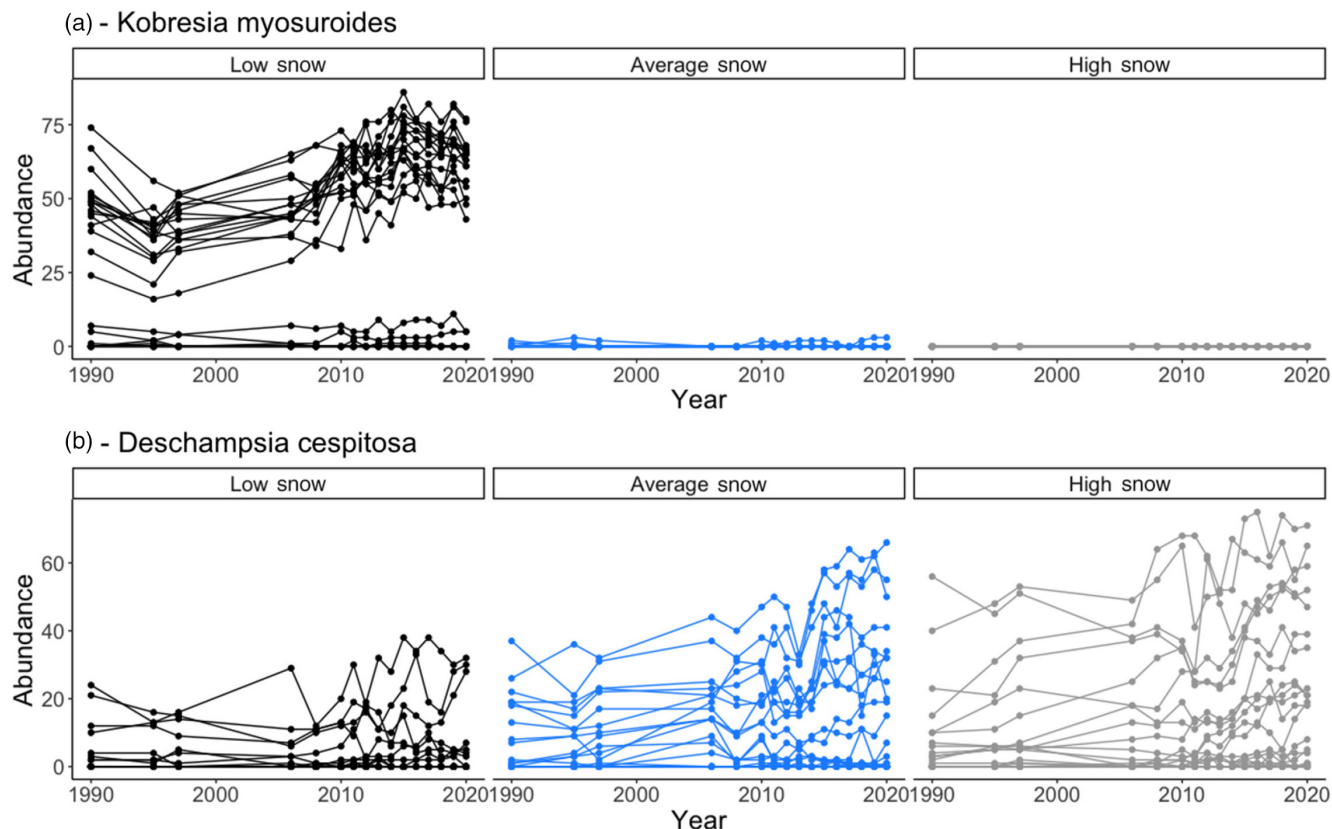 (a) - Kobresia myosuroides
Low snow Average snow High snow
Abundance
75
50
25
0
1990 2000 2010 2020 1990 2000 2010 2020 1990 2000 2010 2020
Year
(b) - Deschampsia cespitosa
Low snow Average snow High snow
Abundance
60
40
20
0
1990 2000 2010 2020 1990 2000 2010 2020 1990 2000 2010 2020
Year